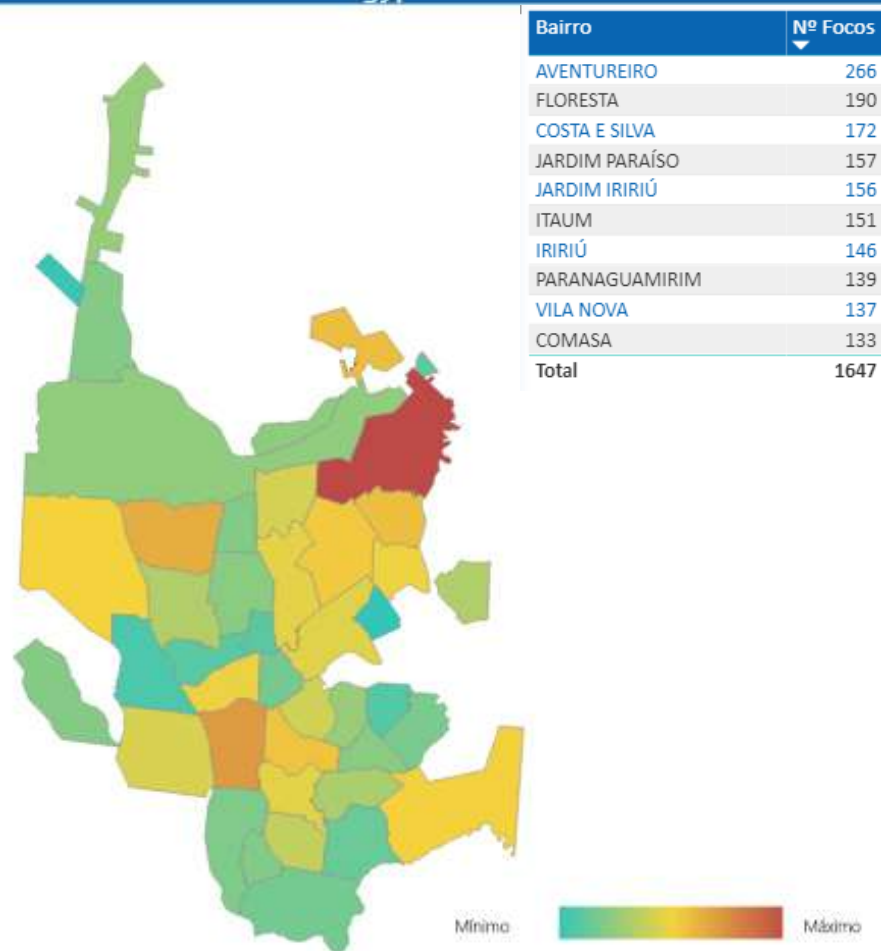 Bairro Nº Focos
AVENTUREIRO 266
FLORESTA 190
COSTA E SILVA 172
JARDIM PARAÍSO 157
JARDIM IRIRIÚ 156
ITAUM 151
IRIRIÚ 146
PARANAGUAMIRIM 139
VILA NOVA 137
COMASA 133
Total 1647
Mínimo Máximo